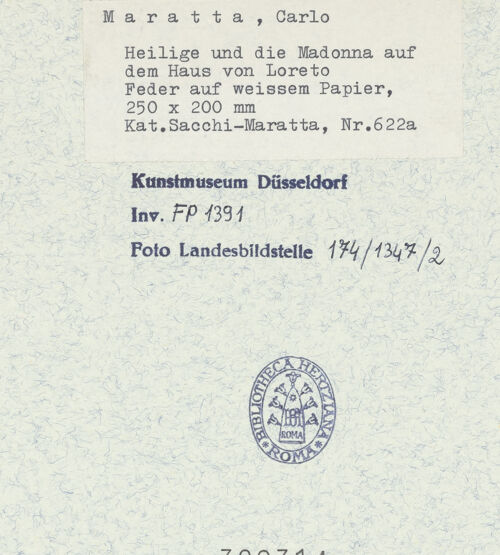 M a r a t t a , Carlo
Heilige und die Madonna auf
dem Haus von Loreto
Feder auf weissem Papier,
250 x 200 mm
Kat.Sacchi-Maratta, Nr.622a
Kunstmuseum Düsseldorf
Inv. FP 1391
Foto Landesbildstelle 174/1347/2
BIBLIOTHECA HERTZIANA
ROMA
ROMA